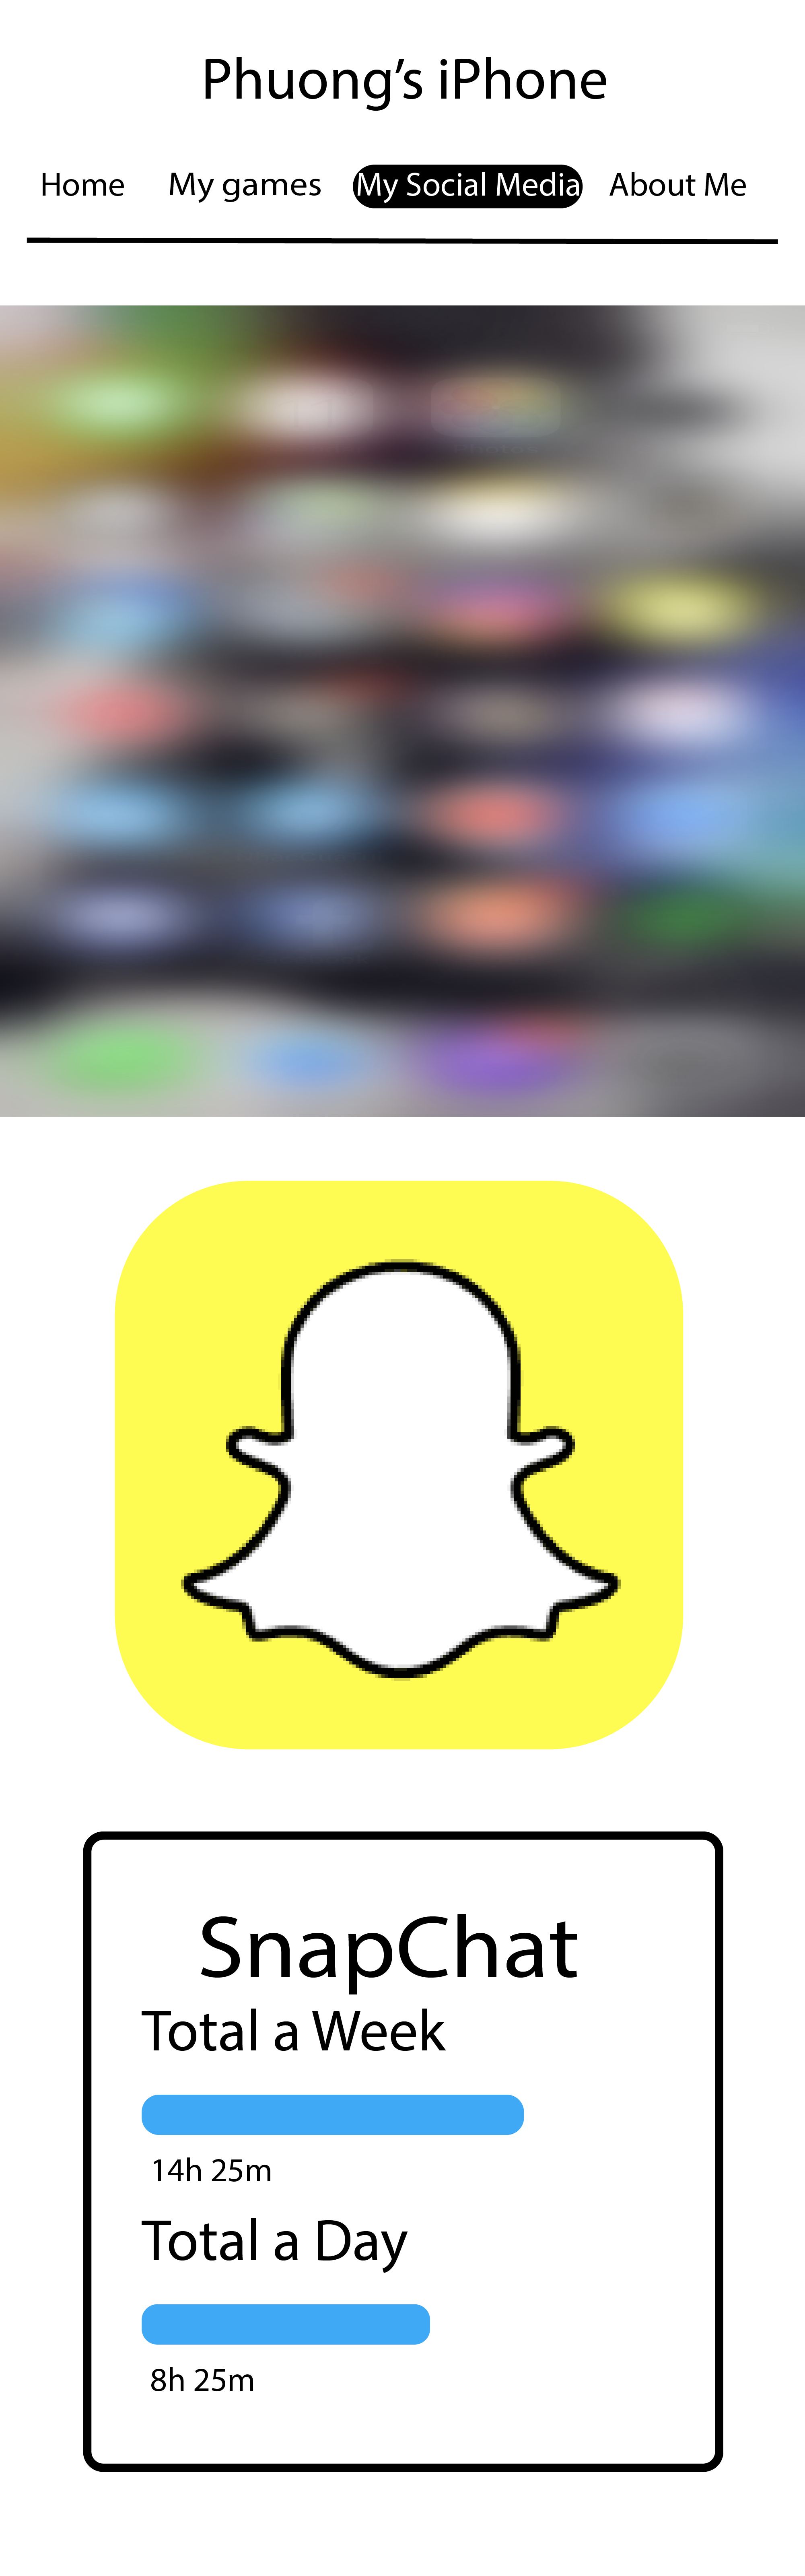 Phuong’s iPhone
Home My games My Social Media About Me
SnapChat
Total a Week
14h 25m
Total a Day
8h 25m